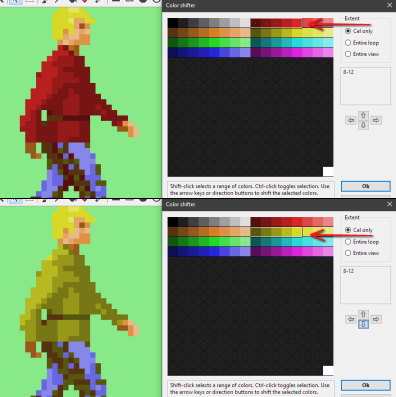 Color shifter
Extent
Cel only
Entire loop
Entire view
8-12
Shift-click selects a range of colors. Ctrl-click toggles selection. Use
the arrow keys or direction buttons to shift the selected colors.
Ok
Color shifter
Extent
Cel only
Entire loop
Entire view
8-12
Shift-click selects a range of colors. Ctrl-click toggles selection. Use
the arrow keys or direction buttons to shift the selected colors.
Ok